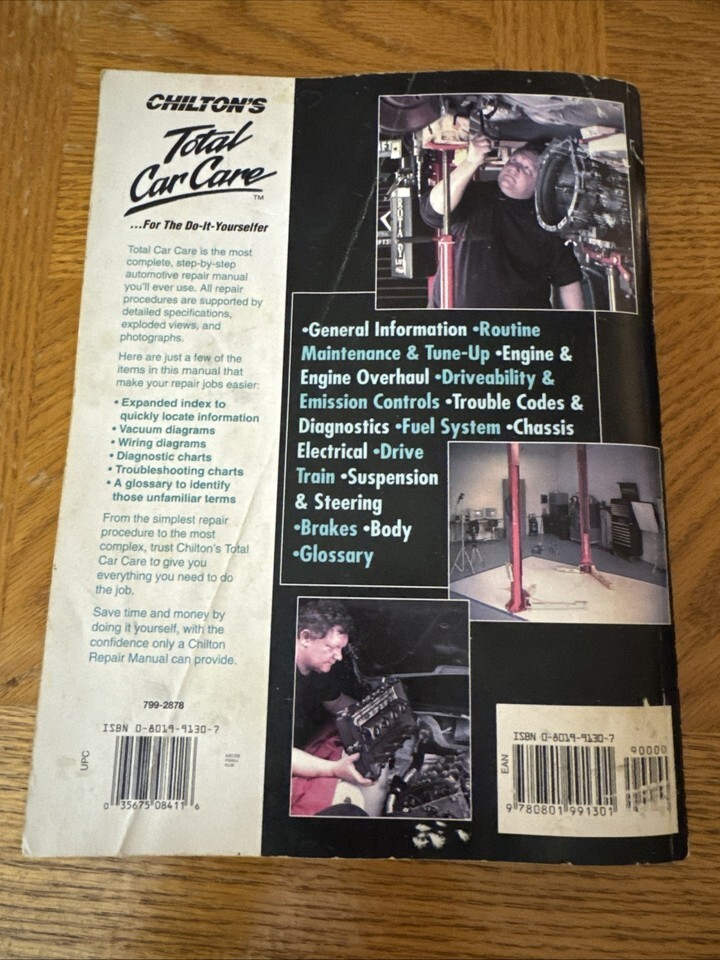 CHILTON'S
Total
Car Care™
...For The Do-It-Yourselfer
Total Car Care is the most
complete, step-by-step
automotive repair manual
you'll ever use. All repair
procedures are supported by
detailed specifications,
exploded views, and
photographs.
Here are just a few of the
items in this manual that
make your repair jobs easier:
• Expanded index to
quickly locate information
• Vacuum diagrams
• Wiring diagrams
• Diagnostic charts
• Troubleshooting charts
• A glossary to identify
those unfamiliar terms
From the simplest repair
procedure to the most
complex, trust Chilton's Total
Car Care to give you
everything you need to do
the job.
Save time and money by
doing it yourself, with the
confidence only a Chilton
Repair Manual can provide.
799-2878
ISBN 0-8019-9130-7
UPC
0 35675 08411 6
•General Information •Routine
Maintenance & Tune-Up •Engine &
Engine Overhaul •Driveability &
Emission Controls •Trouble Codes &
Diagnostics •Fuel System •Chassis
Electrical •Drive
Train •Suspension
& Steering
•Brakes •Body
•Glossary
ISBN 0-8019-9130-7
90000
EAN
9 780801 991301